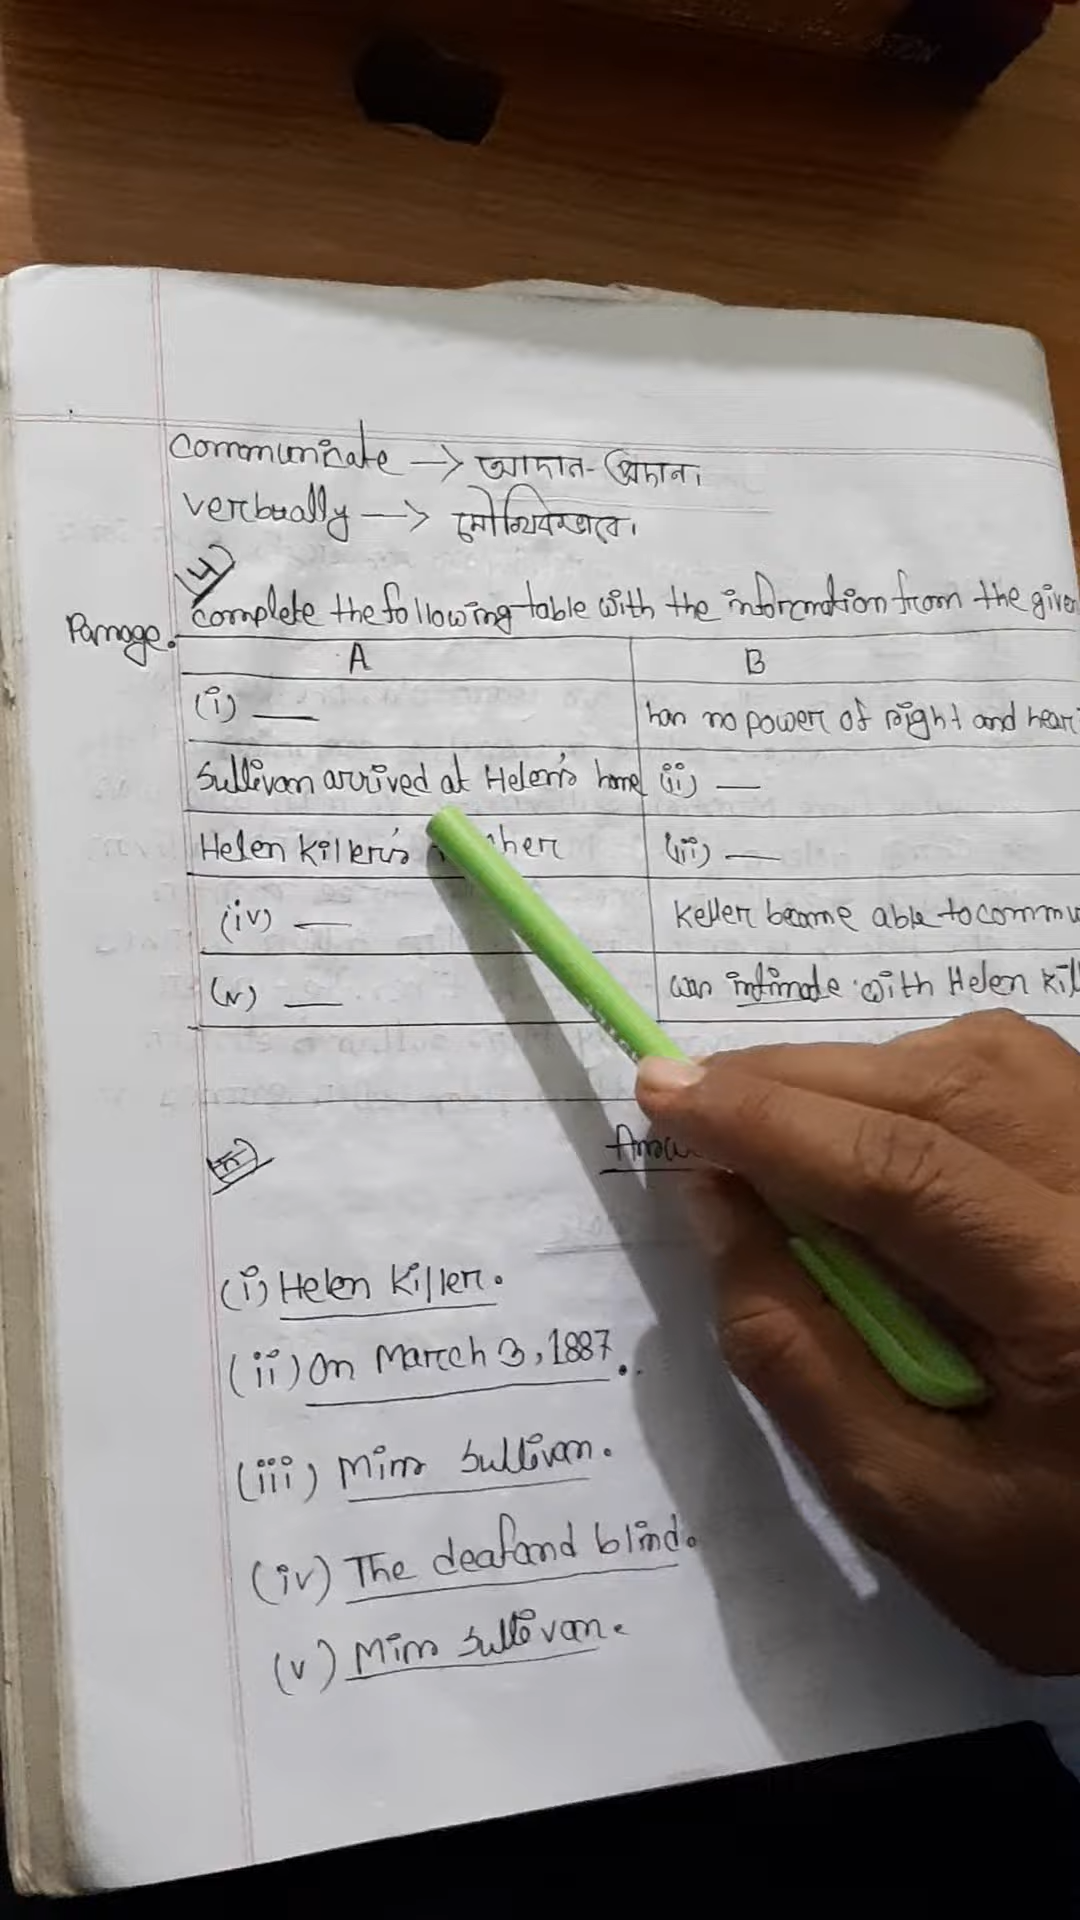 communicate → আদান-প্রদান।
verbually → মৌখিকভাবে।
Complete the following table with the information from the given
Passage.
A B
(i) — has no power of sight and hear
Sullivan arrived at Helen's home (ii) —
Helen Killer's (iii) —
(iv) — Keller became able to commu
(v) — was intimate with Helen Kil
(i) Helen Killer.
(ii) On March 3, 1887.
(iii) Miss Sullivan.
(iv) The deaf and blind.
(v) Miss Sullivan.